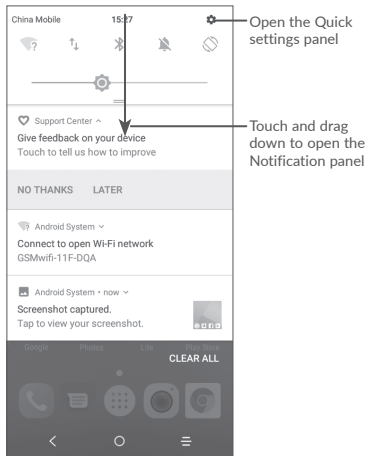 China Mobile 15:27
Open the Quick
settings panel
Support Center
Give feedback on your device
Touch to tell us how to improve
Touch and drag
down to open the
Notification panel
NO THANKS LATER
Android System
Connect to open Wi-Fi network
GSMwifi-11F-DQA
Android System • now
Screenshot captured.
Tap to view your screenshot.
Google Photos Lite Play Store
CLEAR ALL